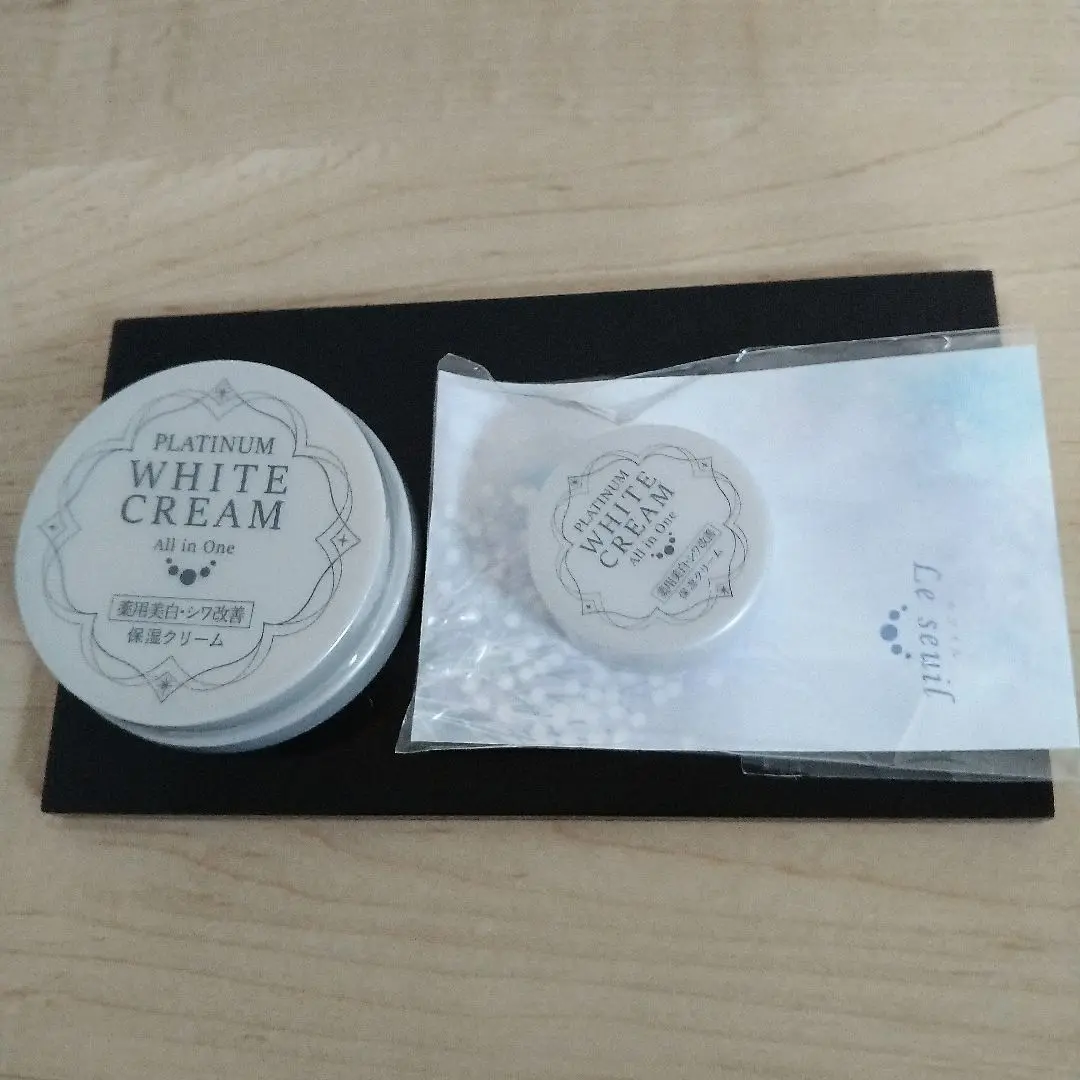 PLATINUM
WHITE
CREAM
All in One
薬用美白・シワ改善
保湿クリーム
PLATINUM
WHITE
CREAM
All in One
薬用美白・シワ改善
保湿クリーム
Le seuil